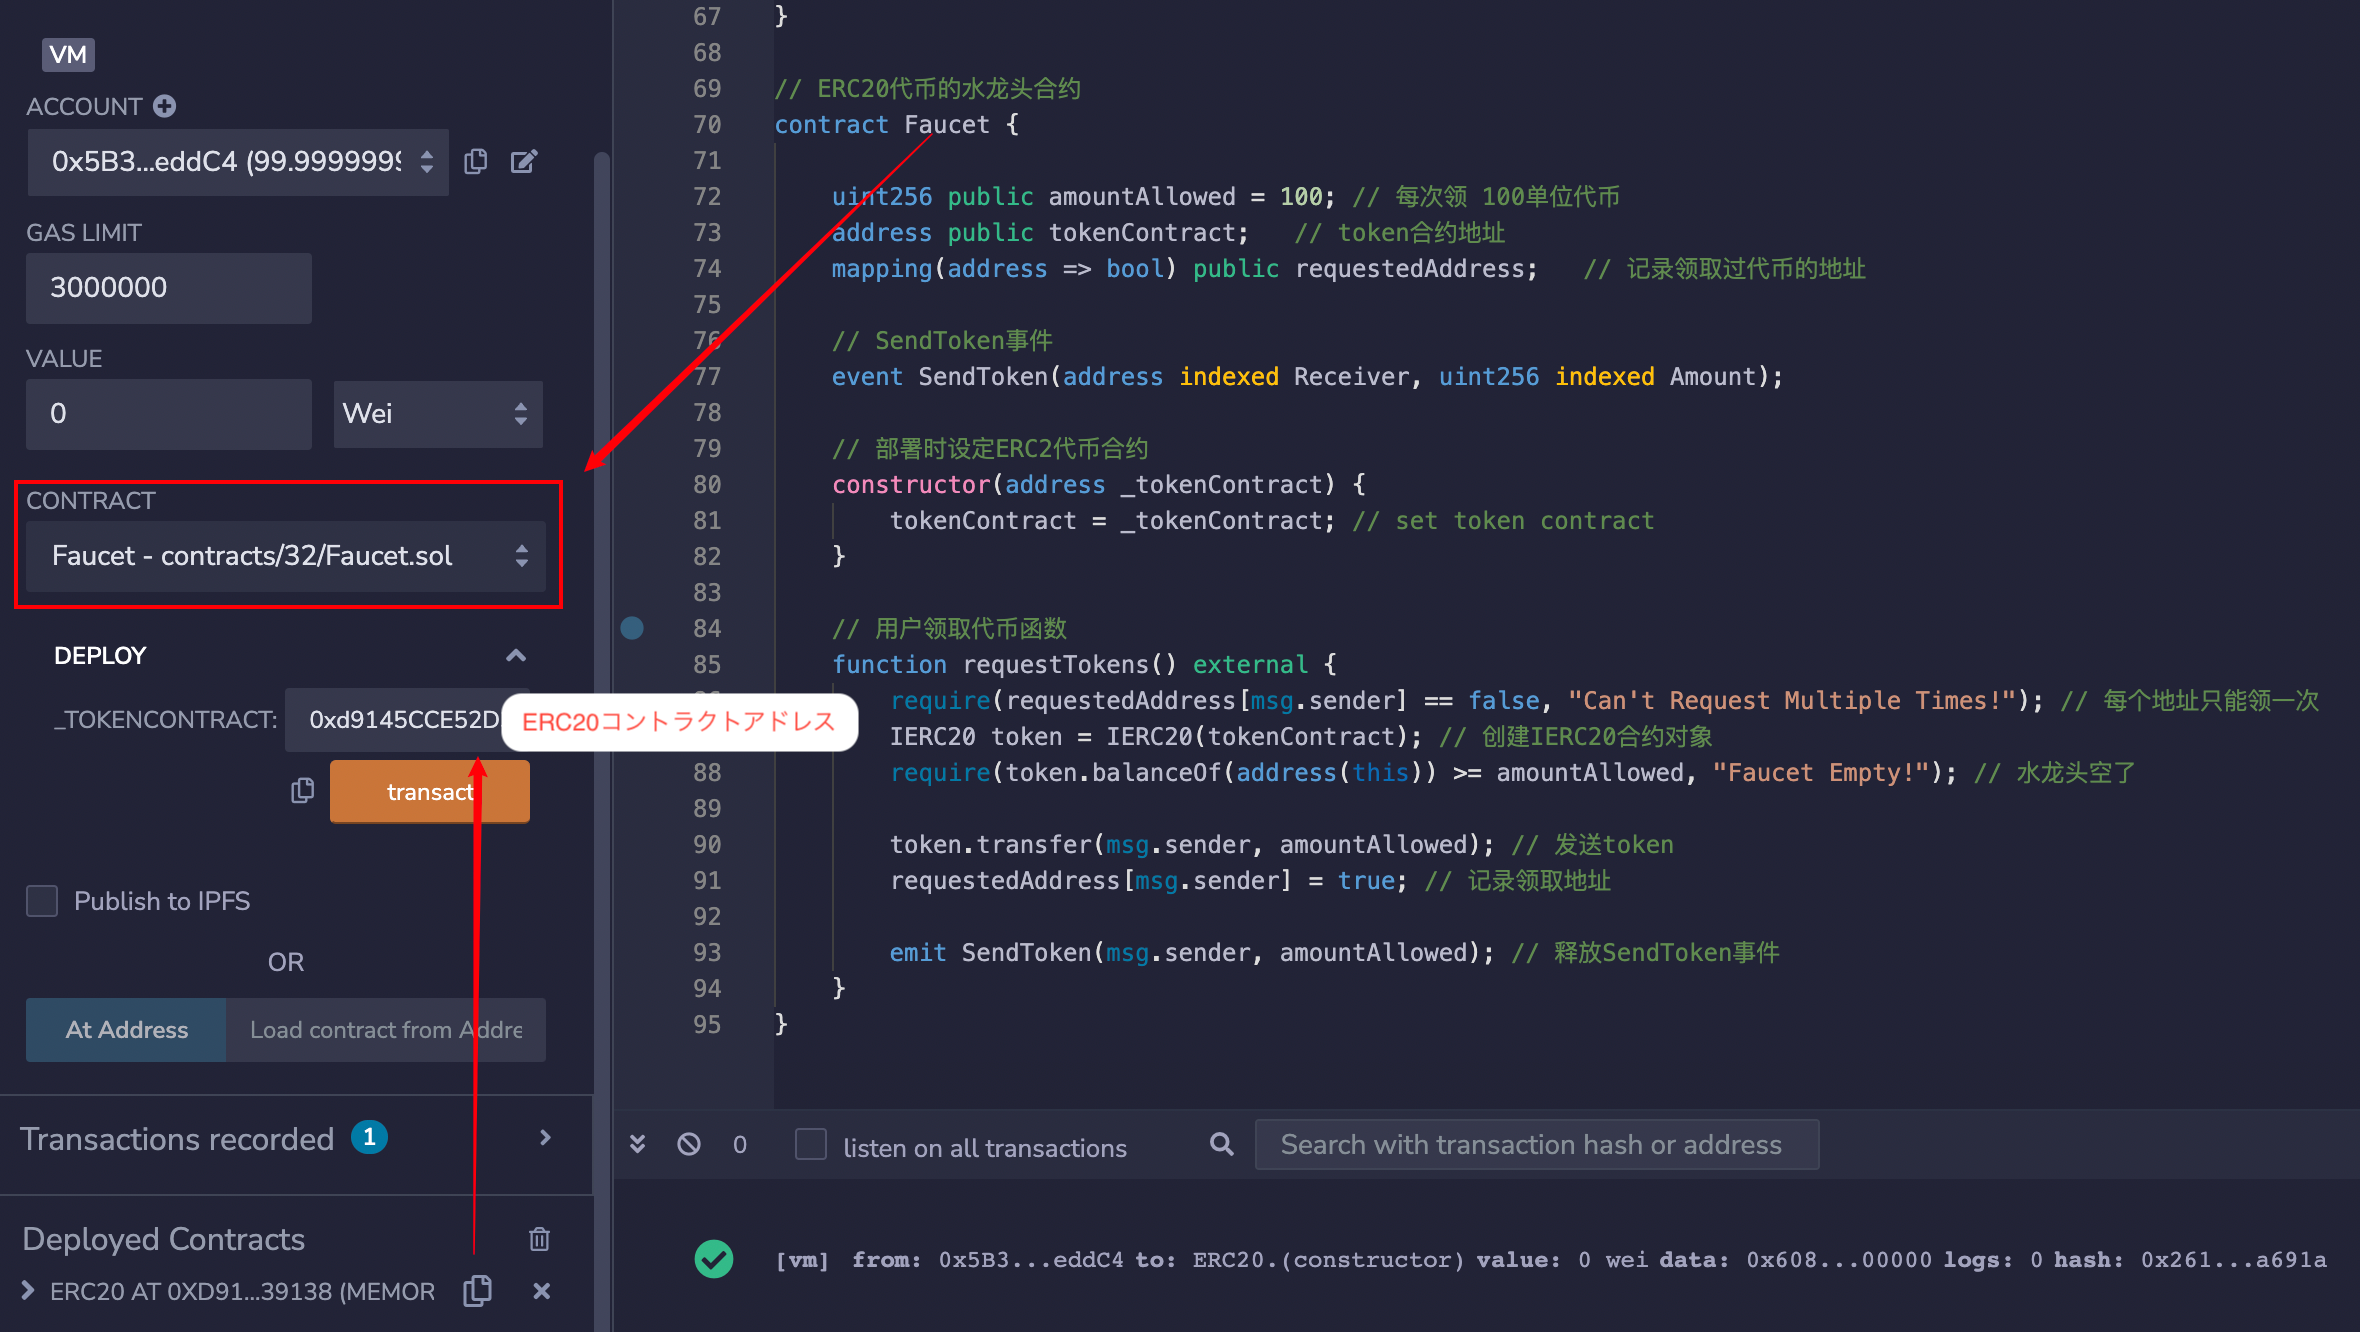 VM
ACCOUNT
0x5B3...eddC4 (99.9999999
GAS LIMIT
3000000
VALUE
0
Wei
CONTRACT
Faucet - contracts/32/Faucet.sol
DEPLOY
_TOKENCONTRACT:
0xd9145CCE52D
ERC20コントラクトアドレス
transact
Publish to IPFS
OR
At Address
Load contract from Addre
Transactions recorded 1
Deployed Contracts
ERC20 AT 0XD91...39138 (MEMOR
67 }
68
69 // ERC20代币的水龙头合约
70 contract Faucet {
71
72 uint256 public amountAllowed = 100; // 每次领 100单位代币
73 address public tokenContract; // token合约地址
74 mapping(address => bool) public requestedAddress; // 记录领取过代币的地址
75
76 // SendToken事件
77 event SendToken(address indexed Receiver, uint256 indexed Amount);
78
79 // 部署时设定ERC2代币合约
80 constructor(address _tokenContract) {
81 tokenContract = _tokenContract; // set token contract
82 }
83
84 // 用户领取代币函数
85 function requestTokens() external {
require(requestedAddress[msg.sender] == false, "Can't Request Multiple Times!"); // 每个地址只能领一次
IERC20 token = IERC20(tokenContract); // 创建IERC20合约对象
88 require(token.balanceOf(address(this)) >= amountAllowed, "Faucet Empty!"); // 水龙头空了
89
90 token.transfer(msg.sender, amountAllowed); // 发送token
91 requestedAddress[msg.sender] = true; // 记录领取地址
92
93 emit SendToken(msg.sender, amountAllowed); // 释放SendToken事件
94 }
95 }
0 listen on all transactions Search with transaction hash or address
[vm] from: 0x5B3...eddC4 to: ERC20.(constructor) value: 0 wei data: 0x608...00000 logs: 0 hash: 0x261...a691a